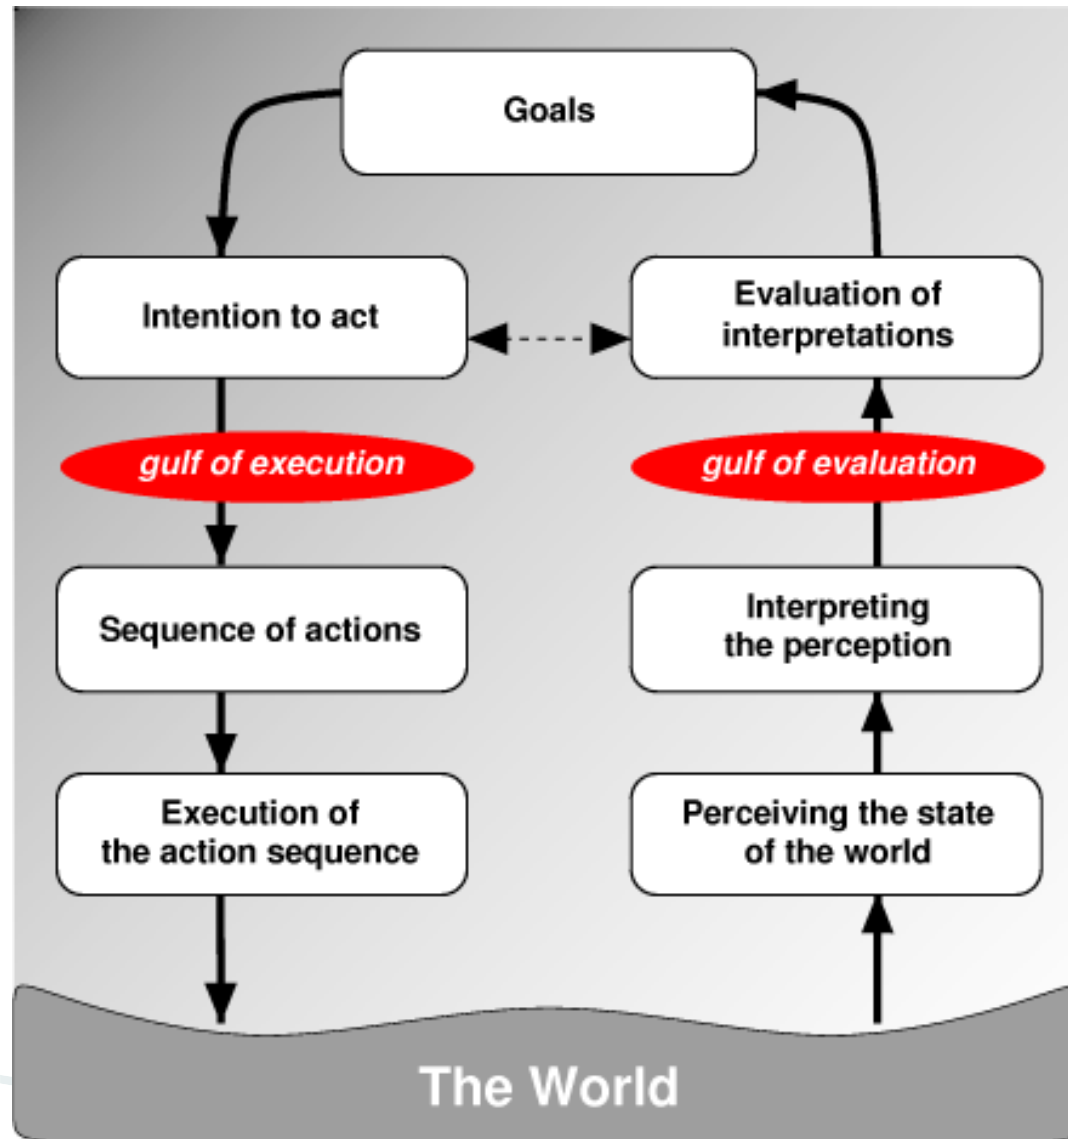 Goals
Intention to act
Evaluation of
interpretations
gulf of execution
gulf of evaluation
Sequence of actions
Interpreting
the perception
Execution of
the action sequence
Perceiving the state
of the world
The World